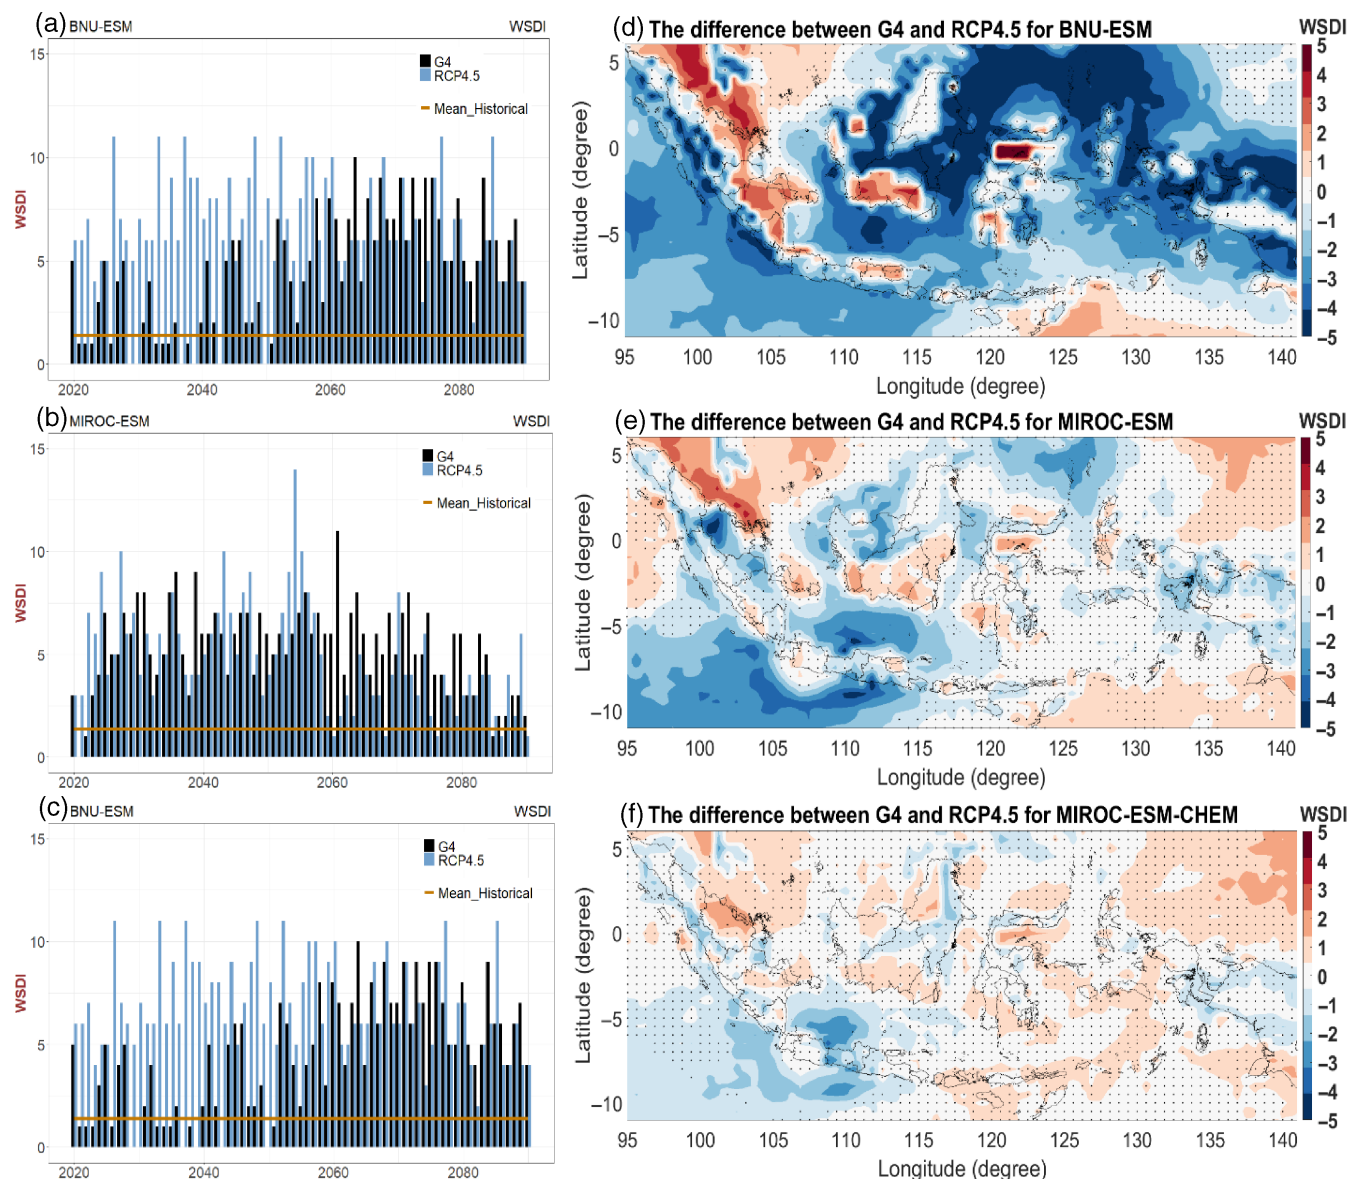 (a) BNU-ESM WSDI
15
10
5
0
WSDI
G4
RCP4.5
Mean_Historical
2020 2040 2060 2080
(d) The difference between G4 and RCP4.5 for BNU-ESM WSDI
5
0
−5
−10
Latitude (degree)
95 100 105 110 115 120 125 130 135 140
Longitude (degree)
5
4
3
2
1
0
−1
−2
−3
−4
−5
(b) MIROC-ESM WSDI
15
10
5
0
WSDI
G4
RCP4.5
Mean_Historical
2020 2040 2060 2080
(e) The difference between G4 and RCP4.5 for MIROC-ESM WSDI
5
0
−5
−10
Latitude (degree)
95 100 105 110 115 120 125 130 135 140
Longitude (degree)
5
4
3
2
1
0
−1
−2
−3
−4
−5
(c) BNU-ESM WSDI
15
10
5
0
WSDI
G4
RCP4.5
Mean_Historical
2020 2040 2060 2080
(f) The difference between G4 and RCP4.5 for MIROC-ESM-CHEM WSDI
5
0
−5
−10
Latitude (degree)
95 100 105 110 115 120 125 130 135 140
Longitude (degree)
5
4
3
2
1
0
−1
−2
−3
−4
−5